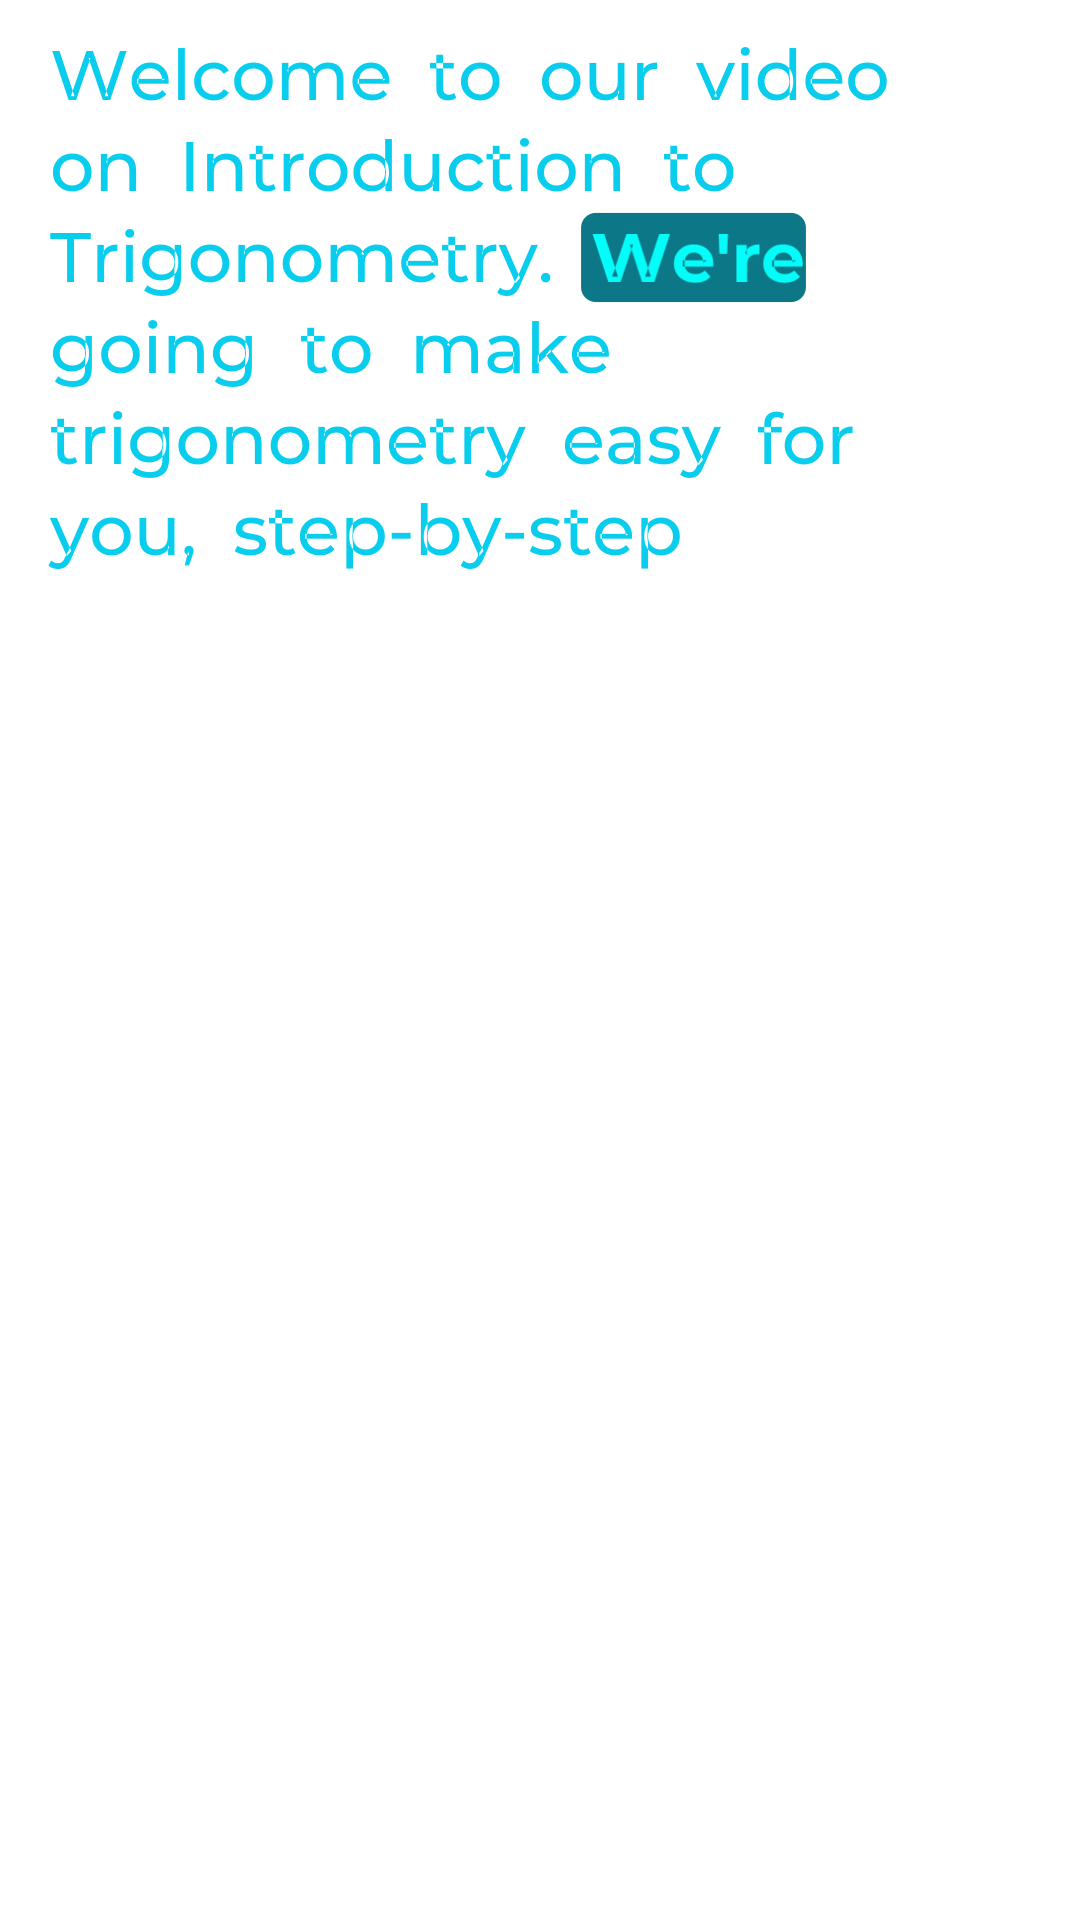 Welcome to our video
on Introduction to
Trigonometry. We're
going to make
trigonometry easy for
you, step-by-step